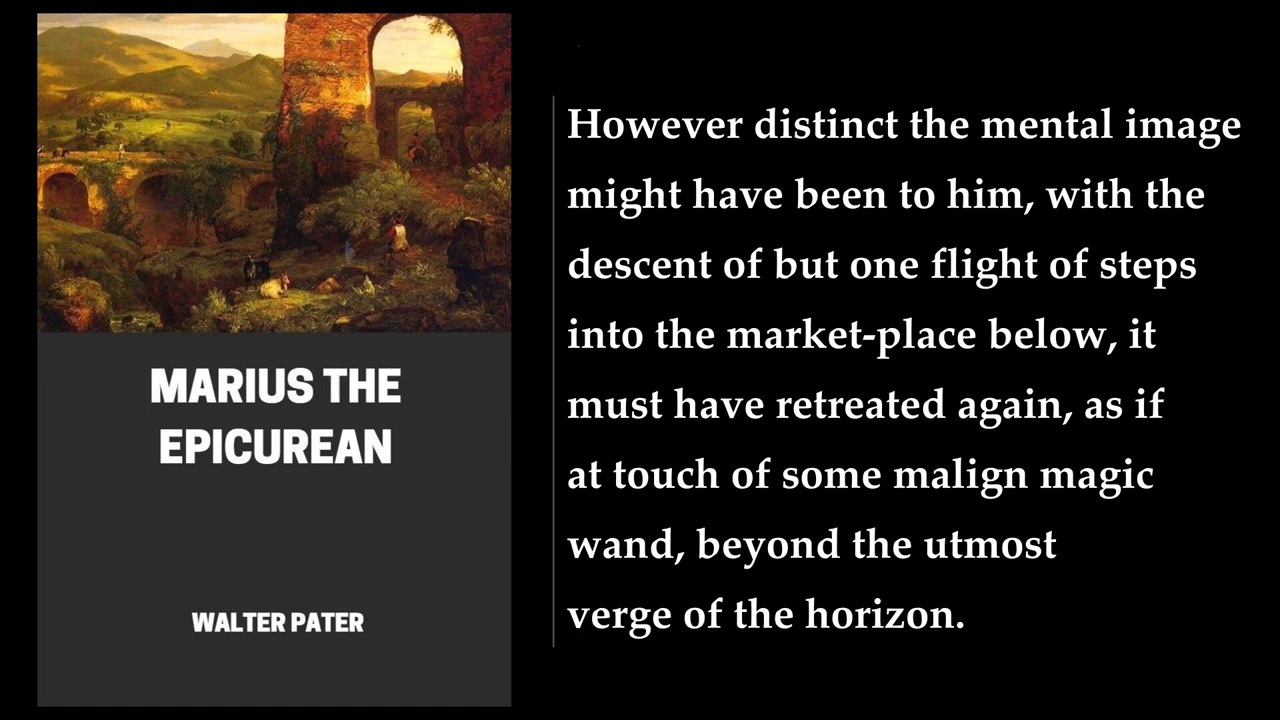 MARIUS THE
EPICUREAN
WALTER PATER
However distinct the mental image
might have been to him, with the
descent of but one flight of steps
into the market-place below, it
must have retreated again, as if
at touch of some malign magic
wand, beyond the utmost
verge of the horizon.